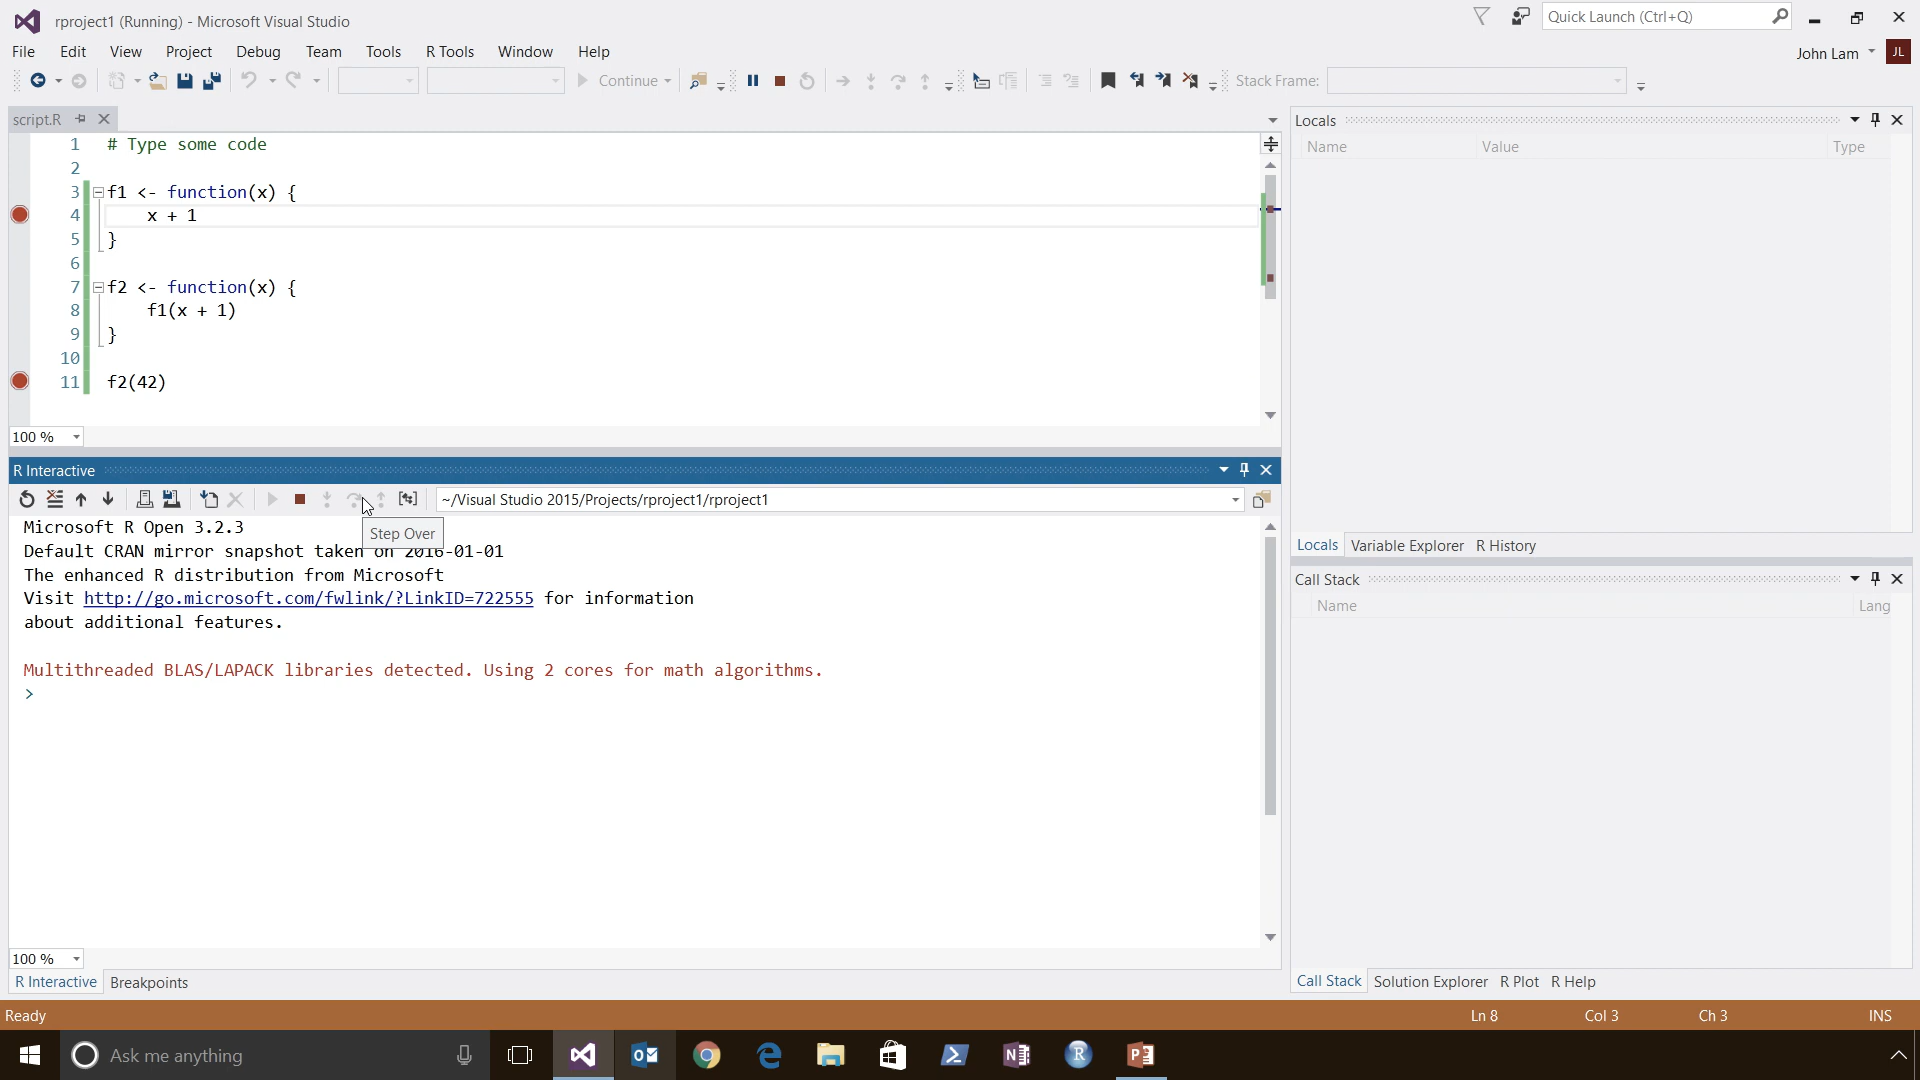 rproject1 (Running) - Microsoft Visual Studio
Quick Launch (Ctrl+Q)
File Edit View Project Debug Team Tools R Tools Window Help
John Lam JL
Continue
Stack Frame:
script.R
1 # Type some code
2
3 f1 <- function(x) {
4 x + 1
5 }
6
7 f2 <- function(x) {
8 f1(x + 1)
9 }
10
11 f2(42)
100 %
R Interactive
~/Visual Studio 2015/Projects/rproject1/rproject1
Step Over
Microsoft R Open 3.2.3
Default CRAN mirror snapshot taken on 2016-01-01
The enhanced R distribution from Microsoft
Visit http://go.microsoft.com/fwlink/?LinkID=722555 for information
about additional features.
Multithreaded BLAS/LAPACK libraries detected. Using 2 cores for math algorithms.
>
100 %
R Interactive Breakpoints
Locals
Name Value Type
Locals Variable Explorer R History
Call Stack
Name Lang
Call Stack Solution Explorer R Plot R Help
Ready Ln 8 Col 3 Ch 3 INS
Ask me anything